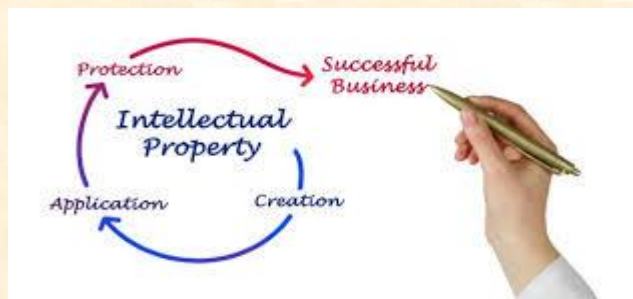 Protection
Successful
Business
Intellectual
Property
Application
Creation